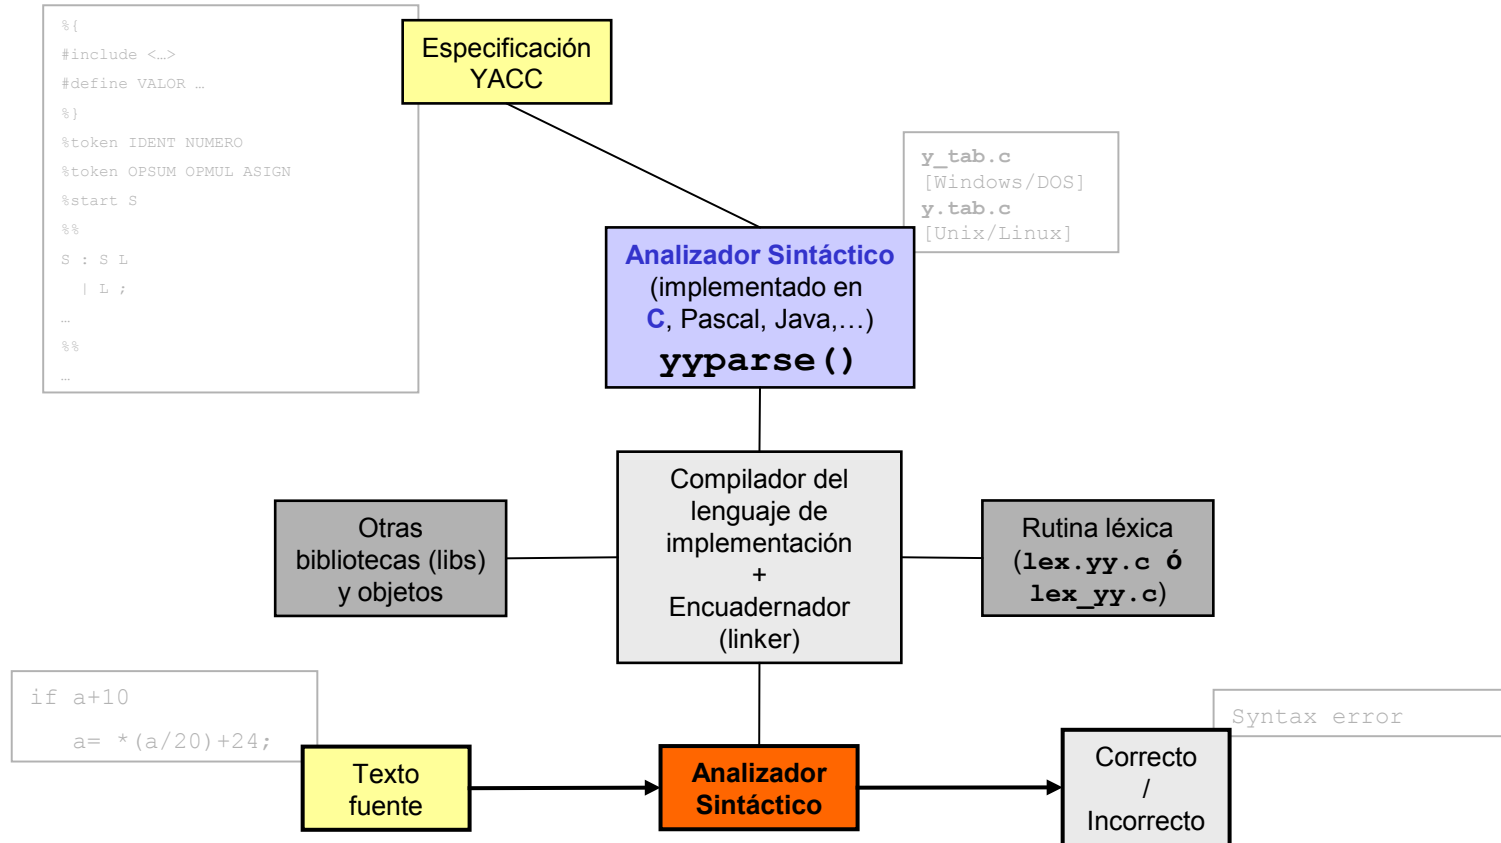 %{
#include <…>
#define VALOR …
%}
%token IDENT NUMERO
%token OPSUM OPMUL ASIGN
%start S
%%
S : S L
| L ;
…
%%
…
Especificación
YACC
y_tab.c
[Windows/DOS]
y.tab.c
[Unix/Linux]
Analizador Sintáctico
(implementado en
C, Pascal, Java,…)
yyparse()
Otras
bibliotecas (libs)
y objetos
Compilador del
lenguaje de
implementación
+
Encuadernador
(linker)
Rutina léxica
(lex.yy.c ó
lex_yy.c)
if a+10
a= *(a/20)+24;
Texto
fuente
Analizador
Sintáctico
Syntax error
Correcto
/
Incorrecto